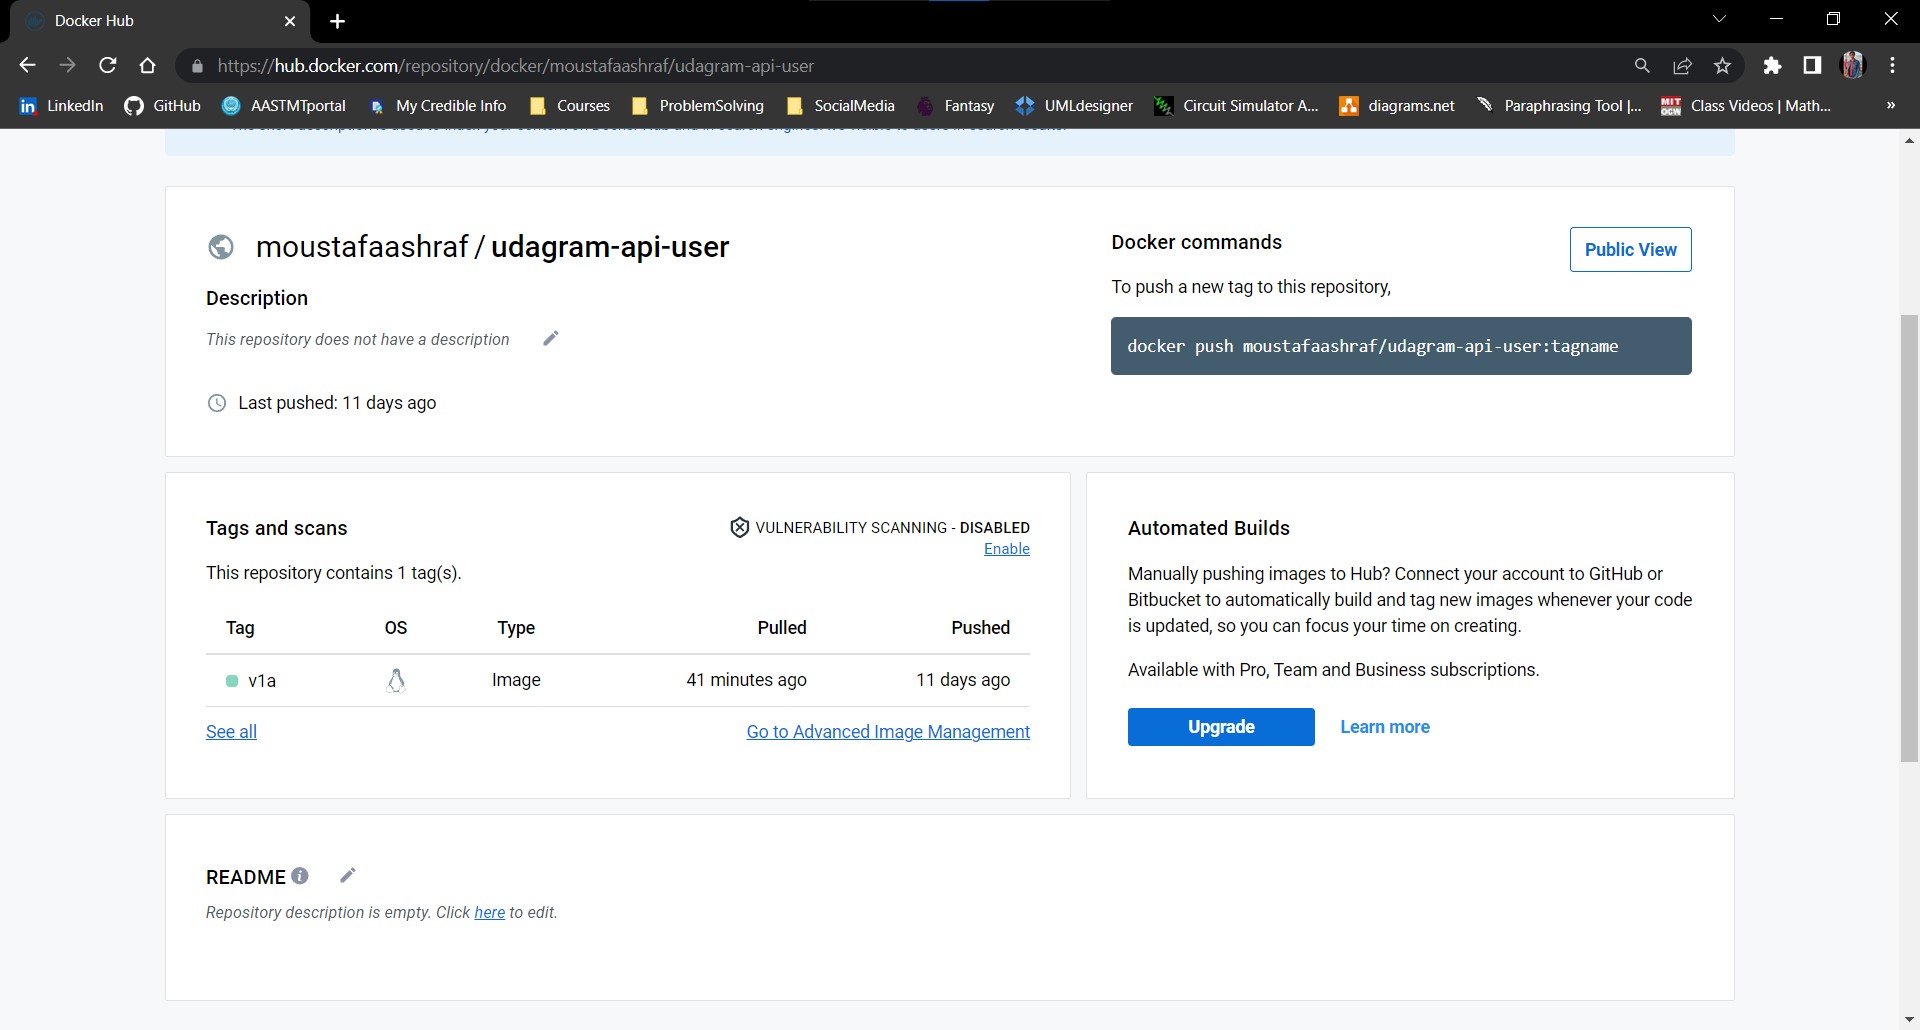 Docker Hub
https://hub.docker.com/repository/docker/moustafaashraf/udagram-api-user
LinkedIn GitHub AASTMTportal My Credible Info Courses ProblemSolving SocialMedia Fantasy UMLdesigner Circuit Simulator A... diagrams.net Paraphrasing Tool |... MIT OCW Class Videos | Math... »
moustafaashraf / udagram-api-user
Description
This repository does not have a description
Last pushed: 11 days ago
Docker commands
Public View
To push a new tag to this repository,
docker push moustafaashraf/udagram-api-user:tagname
Tags and scans
VULNERABILITY SCANNING - DISABLED
Enable
This repository contains 1 tag(s).
Tag OS Type Pulled Pushed
v1a Image 41 minutes ago 11 days ago
See all Go to Advanced Image Management
Automated Builds
Manually pushing images to Hub? Connect your account to GitHub or
Bitbucket to automatically build and tag new images whenever your code
is updated, so you can focus your time on creating.
Available with Pro, Team and Business subscriptions.
Upgrade Learn more
README
Repository description is empty. Click here to edit.